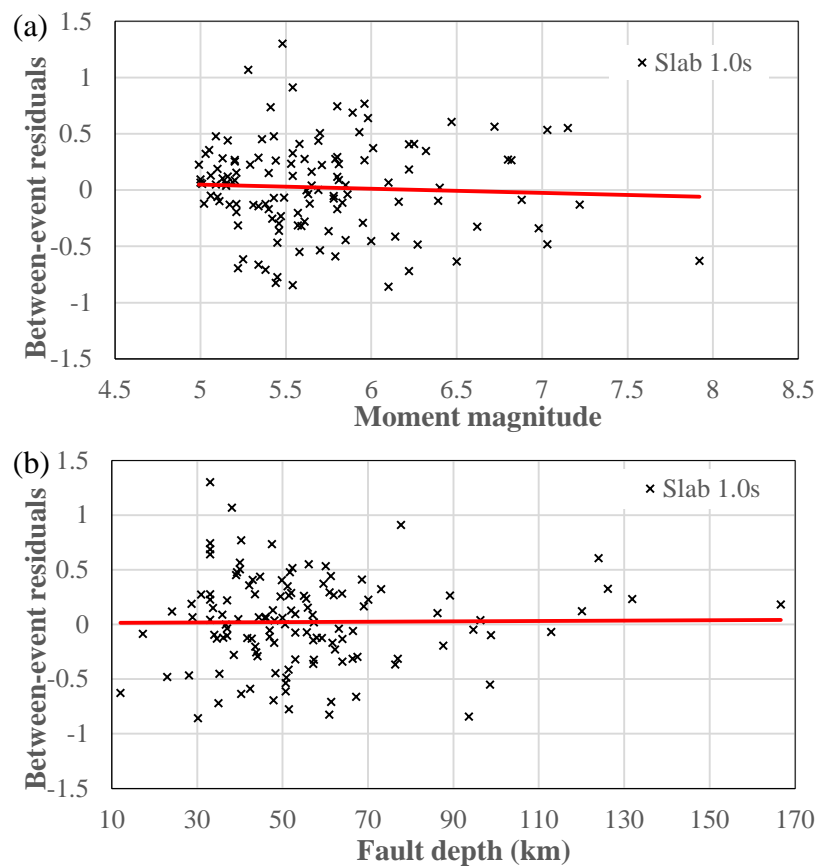 (a)
1.5
1
0.5
0
-0.5
-1
-1.5
Between-event residuals
Slab 1.0s
4.5 5 5.5 6 6.5 7 7.5 8 8.5
Moment magnitude
(b)
1.5
1
0.5
0
-0.5
-1
-1.5
Between-event residuals
Slab 1.0s
10 30 50 70 90 110 130 150 170
Fault depth (km)